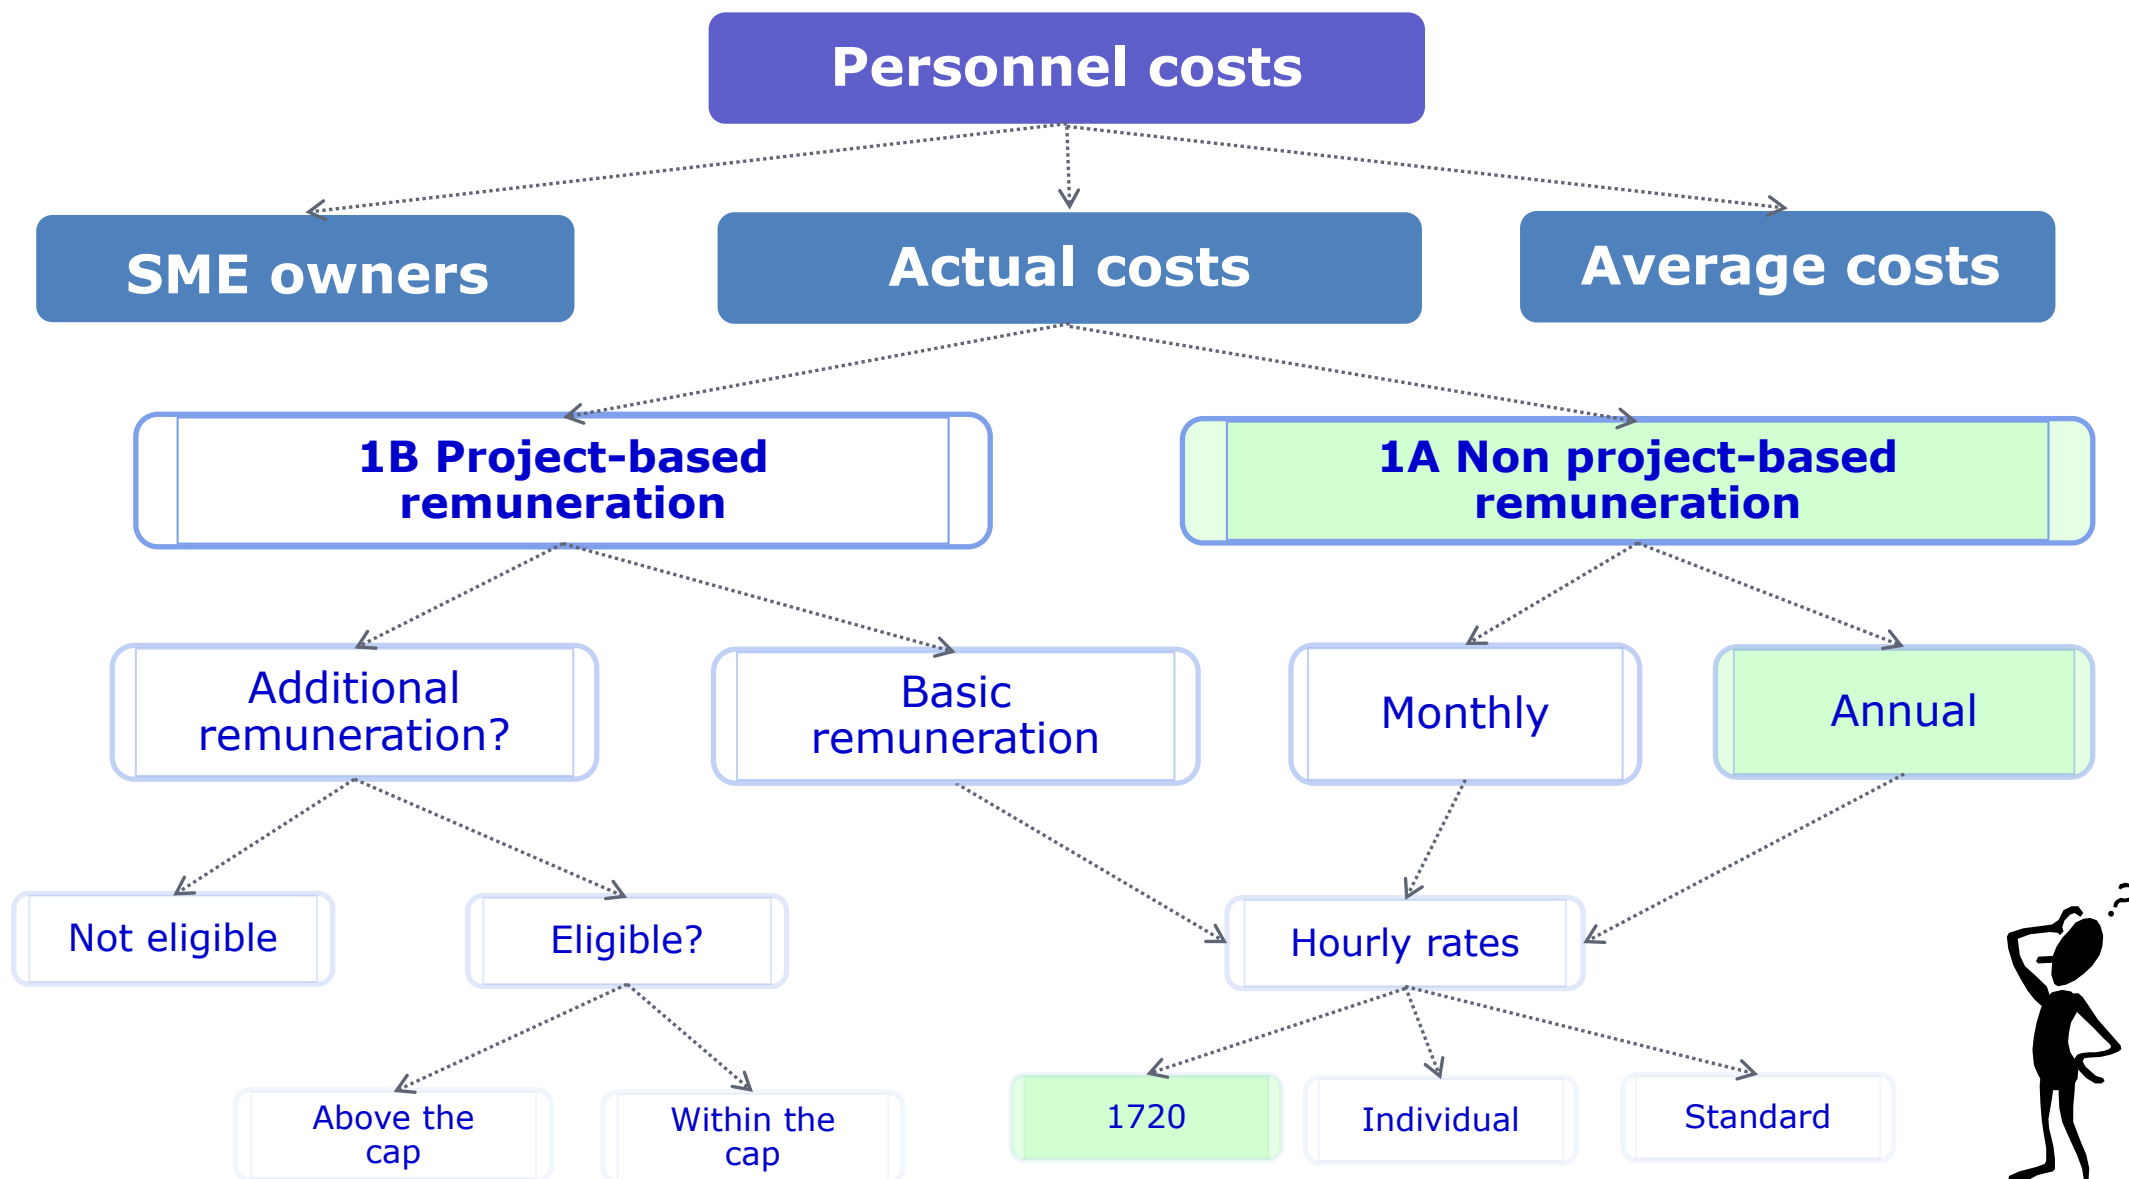 Personnel costs
SME owners
Actual costs
Average costs
1B Project-based
remuneration
1A Non project-based
remuneration
Additional
remuneration?
Basic
remuneration
Monthly
Annual
Not eligible
Eligible?
Hourly rates
Above the
cap
Within the
cap
1720
Individual
Standard